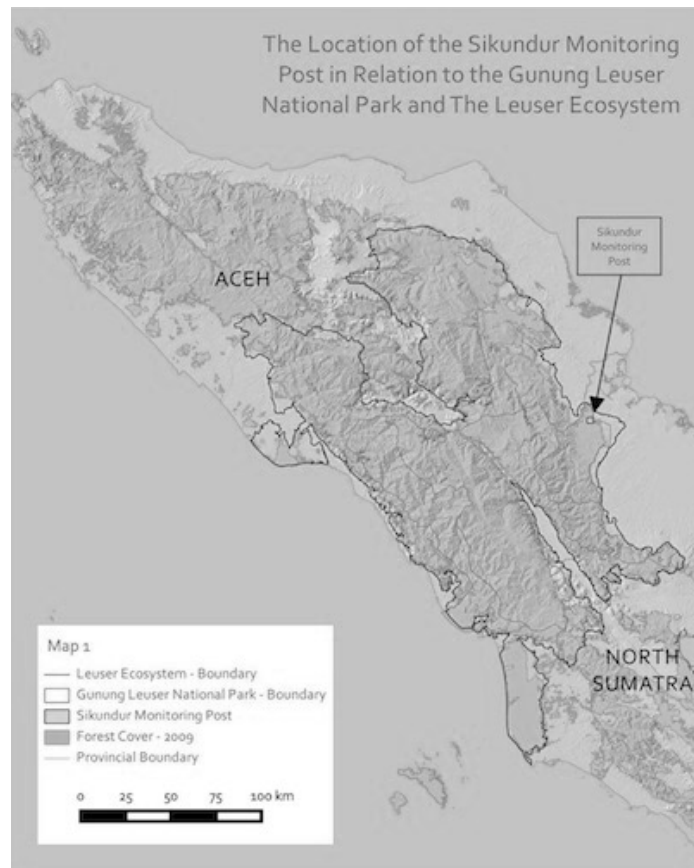 The Location of the Sikundur Monitoring
Post in Relation to the Gunung Leuser
National Park and The Leuser Ecosystem
Sikundur
Monitoring
Post
ACEH
NORTH
SUMATRA
Map 1
Leuser Ecosystem - Boundary
Gunung Leuser National Park - Boundary
Sikundur Monitoring Post
Forest Cover - 2009
Provincial Boundary
0 25 50 75 100 km